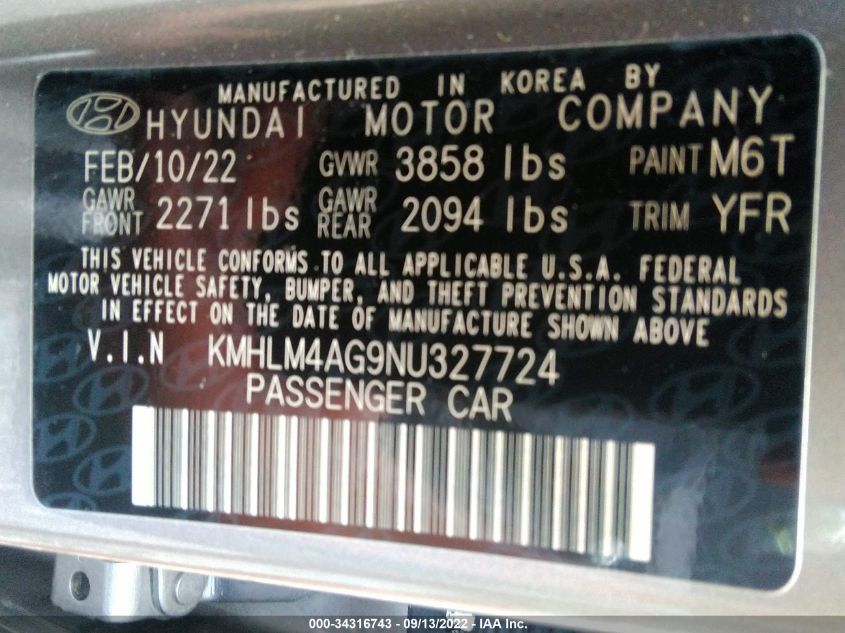 MANUFACTURED IN KOREA BY
HYUNDAI MOTOR COMPANY
FEB/10/22 GVWR 3858 lbs PAINT M6T
GAWR FRONT 2271 lbs GAWR REAR 2094 lbs TRIM YFR
THIS VEHICLE CONFORMS TO ALL APPLICABLE U.S.A. FEDERAL
MOTOR VEHICLE SAFETY, BUMPER, AND THEFT PREVENTION STANDARDS
IN EFFECT ON THE DATE OF MANUFACTURE SHOWN ABOVE
V.I.N KMHLM4AG9NU327724
PASSENGER CAR
000-34316743 - 09/13/2022 - IAA Inc.